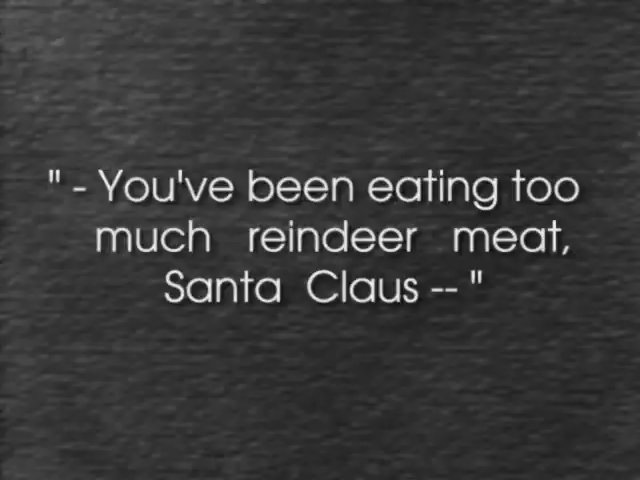 " - You've been eating too
much reindeer meat,
Santa Claus -- "